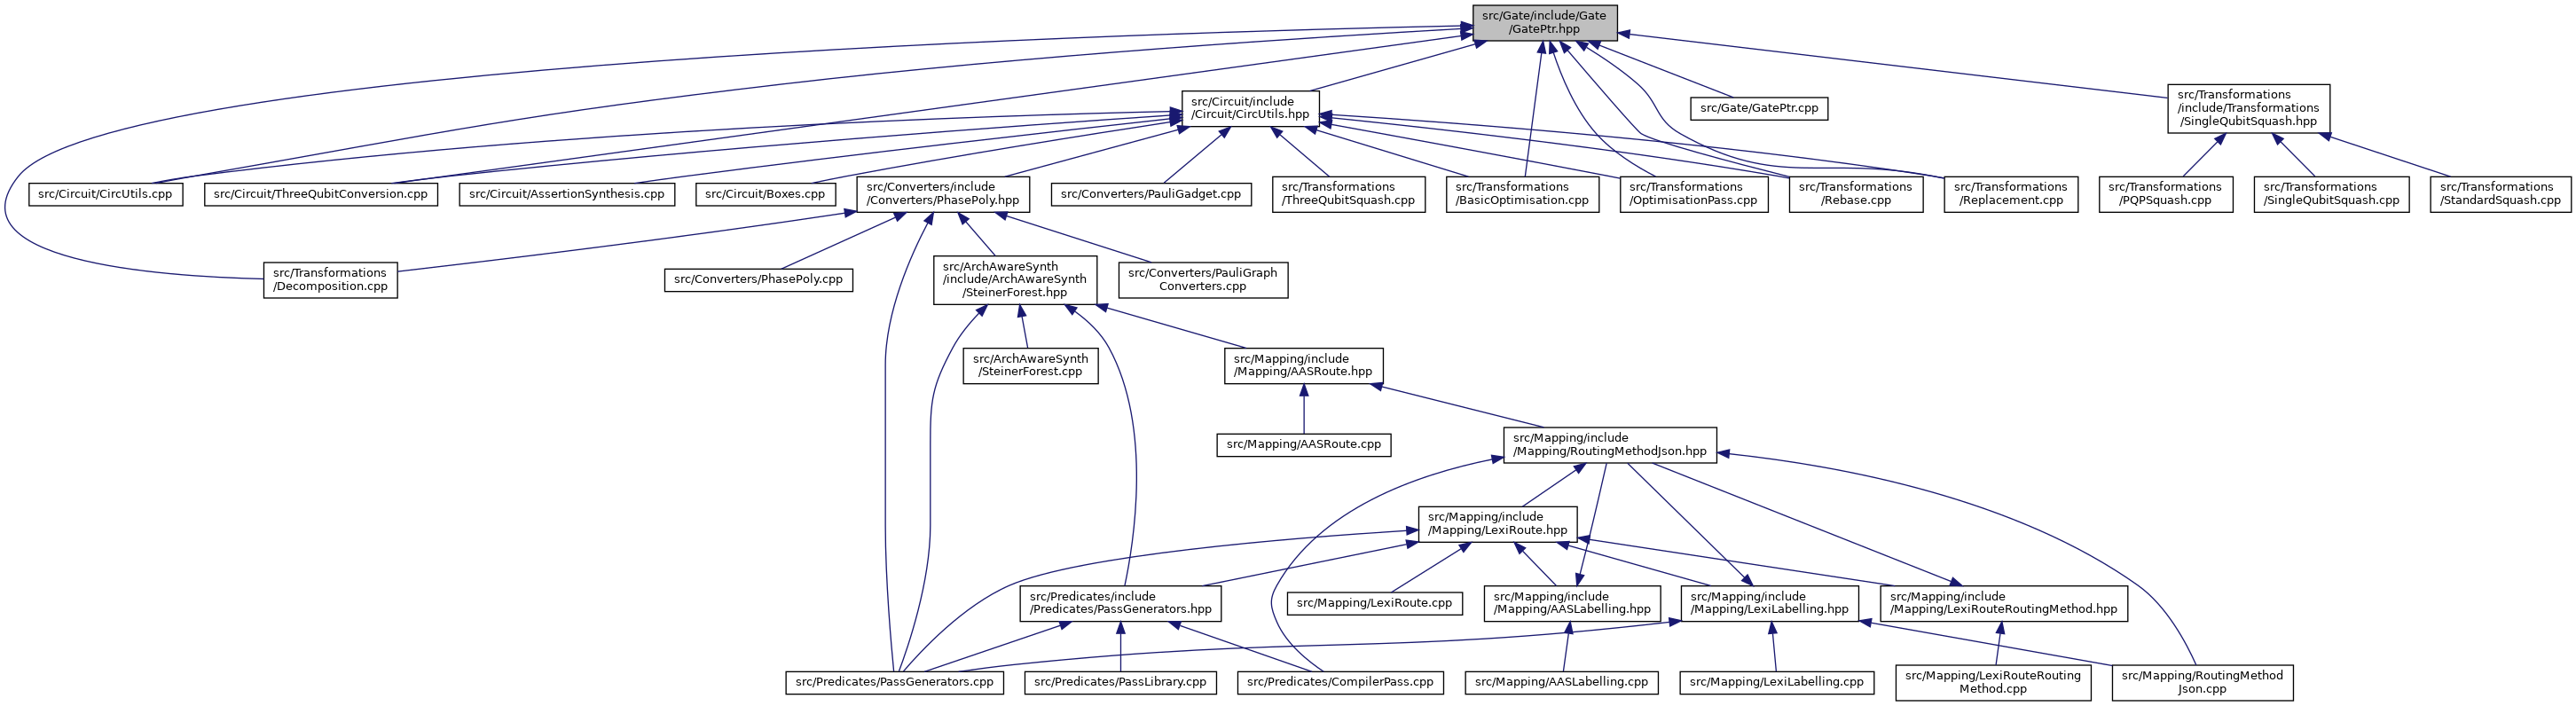 src/Gate/include/Gate
/GatePtr.hpp
src/Circuit/include
/Circuit/CircUtils.hpp
src/Gate/GatePtr.cpp
src/Transformations
/include/Transformations
/SingleQubitSquash.hpp
src/Circuit/CircUtils.cpp
src/Circuit/ThreeQubitConversion.cpp
src/Circuit/AssertionSynthesis.cpp
src/Circuit/Boxes.cpp
src/Converters/include
/Converters/PhasePoly.hpp
src/Converters/PauliGadget.cpp
src/Transformations
/ThreeQubitSquash.cpp
src/Transformations
/BasicOptimisation.cpp
src/Transformations
/OptimisationPass.cpp
src/Transformations
/Rebase.cpp
src/Transformations
/Replacement.cpp
src/Transformations
/PQPSquash.cpp
src/Transformations
/SingleQubitSquash.cpp
src/Transformations
/StandardSquash.cpp
src/Transformations
/Decomposition.cpp
src/Converters/PhasePoly.cpp
src/ArchAwareSynth
/include/ArchAwareSynth
/SteinerForest.hpp
src/Converters/PauliGraph
Converters.cpp
src/ArchAwareSynth
/SteinerForest.cpp
src/Mapping/include
/Mapping/AASRoute.hpp
src/Mapping/AASRoute.cpp
src/Mapping/include
/Mapping/RoutingMethodJson.hpp
src/Mapping/include
/Mapping/LexiRoute.hpp
src/Predicates/include
/Predicates/PassGenerators.hpp
src/Mapping/LexiRoute.cpp
src/Mapping/include
/Mapping/AASLabelling.hpp
src/Mapping/include
/Mapping/LexiLabelling.hpp
src/Mapping/include
/Mapping/LexiRouteRoutingMethod.hpp
src/Predicates/PassGenerators.cpp
src/Predicates/PassLibrary.cpp
src/Predicates/CompilerPass.cpp
src/Mapping/AASLabelling.cpp
src/Mapping/LexiLabelling.cpp
src/Mapping/LexiRouteRouting
Method.cpp
src/Mapping/RoutingMethod
Json.cpp